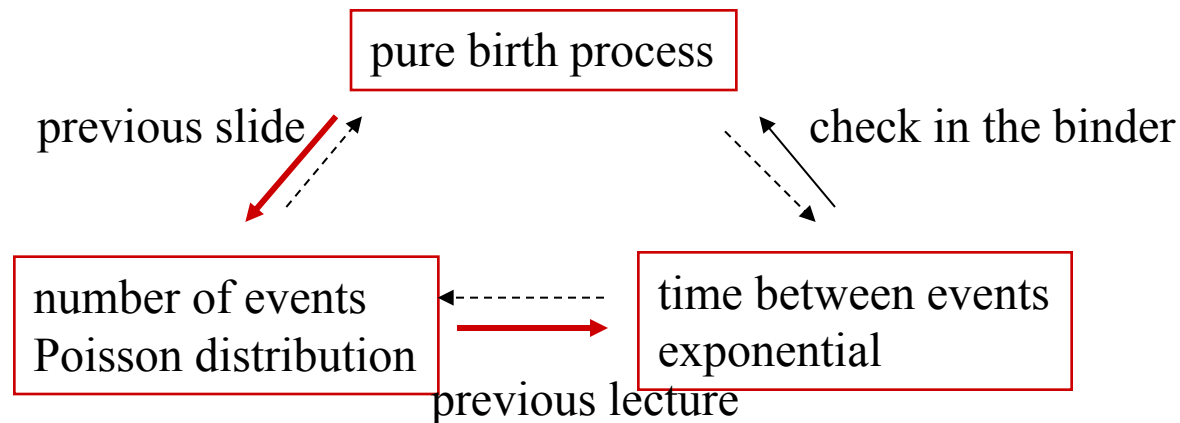 pure birth process
previous slide
check in the binder
number of events
Poisson distribution
time between events
exponential
previous lecture